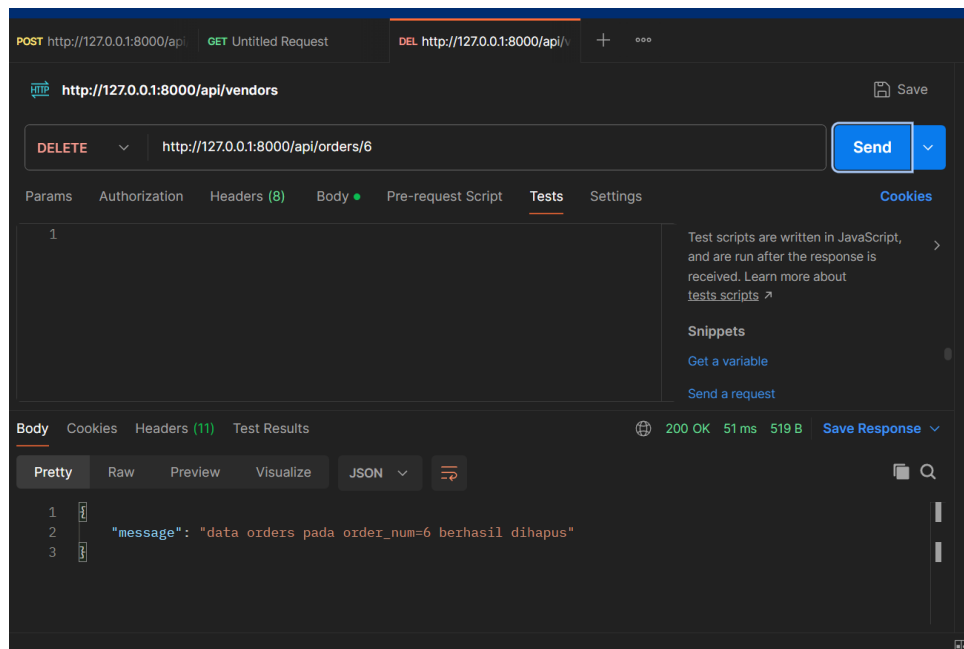 POST http://127.0.0.1:8000/api, GET Untitled Request DEL http://127.0.0.1:8000/api/v
HTTP http://127.0.0.1:8000/api/vendors Save
DELETE http://127.0.0.1:8000/api/orders/6 Send
Params Authorization Headers (8) Body Pre-request Script Tests Settings Cookies
1
Test scripts are written in JavaScript,
and are run after the response is
received. Learn more about
tests scripts ↗
Snippets
Get a variable
Send a request
Body Cookies Headers (11) Test Results 200 OK 51 ms 519 B Save Response
Pretty Raw Preview Visualize JSON
1 {
2 "message": "data orders pada order_num=6 berhasil dihapus"
3 }